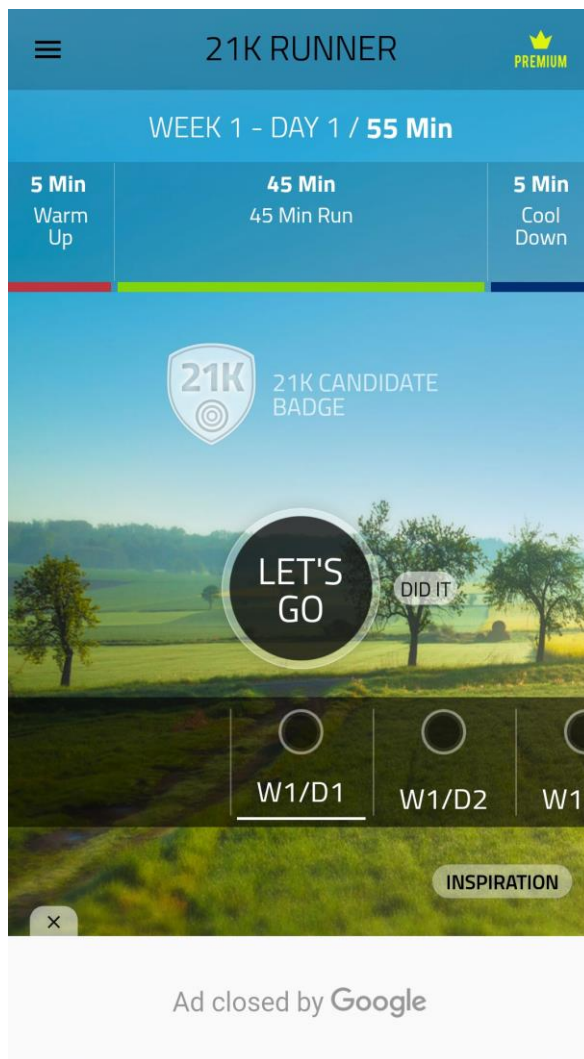 21K RUNNER
PREMIUM
WEEK 1 - DAY 1 / 55 Min
5 Min
Warm
Up
45 Min
45 Min Run
5 Min
Cool
Down
21K
21K CANDIDATE
BADGE
LET'S
GO
DID IT
W1/D1
W1/D2
W1
INSPIRATION
Ad closed by Google